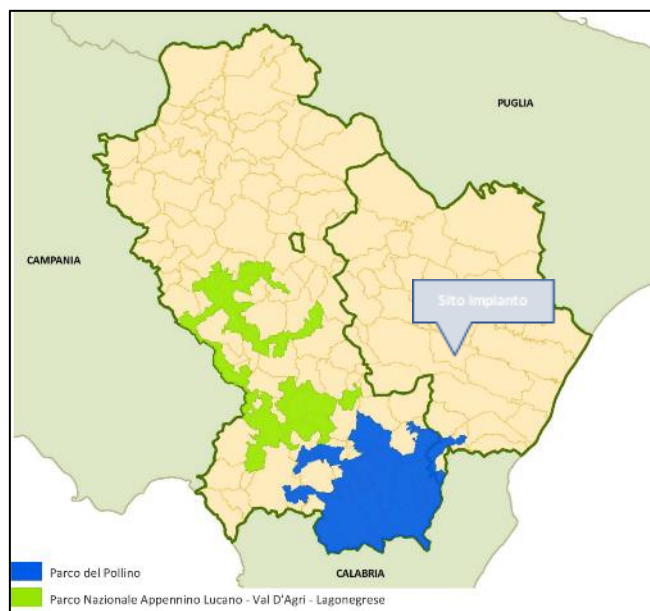 PUGLIA
CAMPANIA
Sito Impianto
CALABRIA
Parco del Pollino
Parco Nazionale Appennino Lucano - Val D'Agri - Lagonegrese